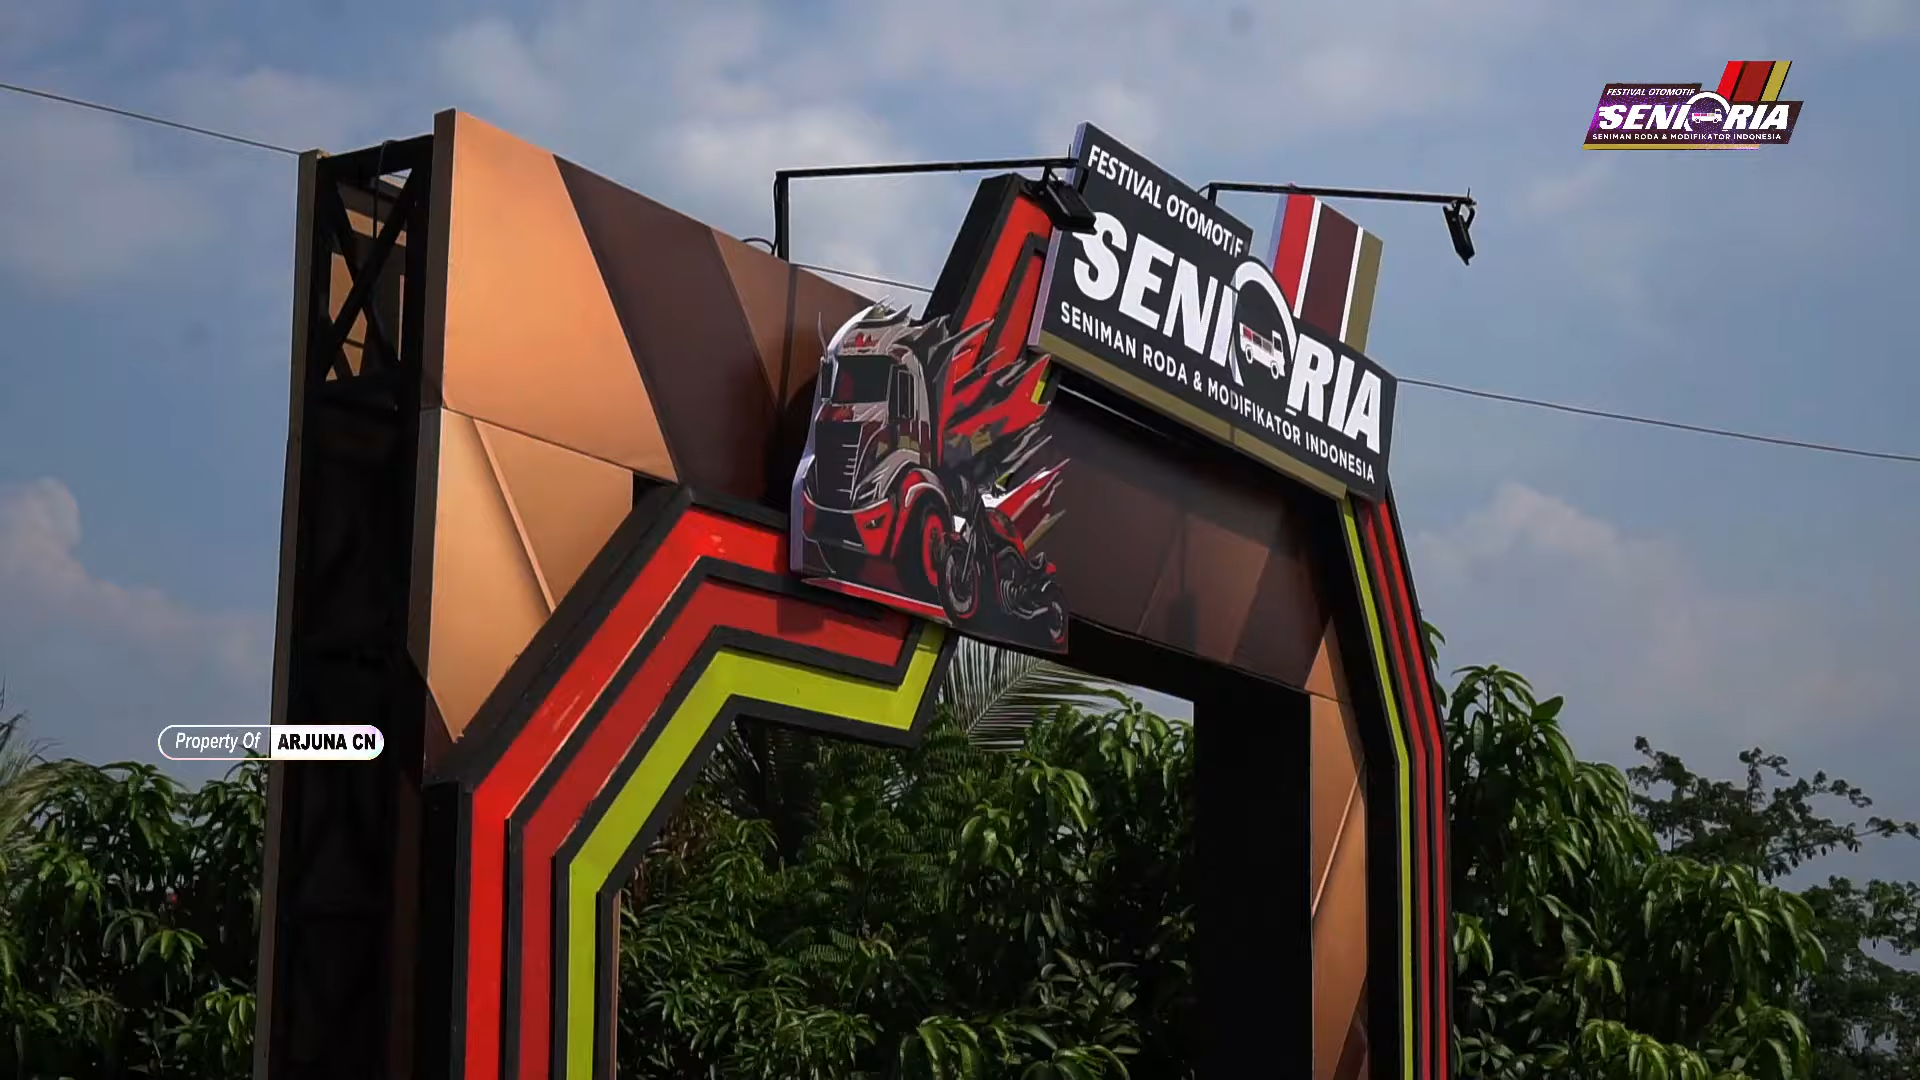 FESTIVAL OTOMOTIF
SENIORIA
SENIMAN RODA & MODIFIKATOR INDONESIA
FESTIVAL OTOMOTIF
SENIORIA
SENIMAN RODA & MODIFIKATOR INDONESIA
Property Of ARJUNA CN